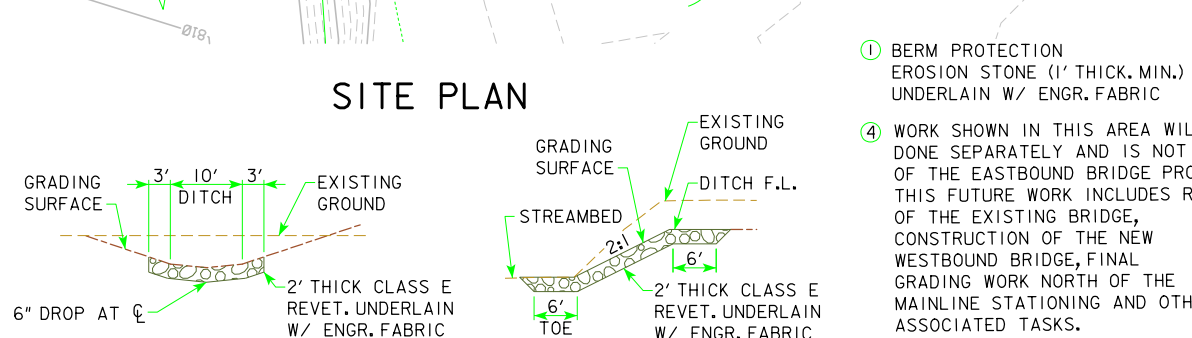 810
SITE PLAN
GRADING
SURFACE
3' 10' 3'
DITCH
EXISTING
GROUND
6" DROP AT ℄
2' THICK CLASS E
REVET. UNDERLAIN
W/ ENGR. FABRIC
STREAMBED
GRADING
SURFACE
EXISTING
GROUND
DITCH F.L.
2:1
6'
6'
TOE
2' THICK CLASS E
REVET. UNDERLAIN
W/ ENGR. FABRIC
1 BERM PROTECTION
EROSION STONE (1' THICK. MIN.)
UNDERLAIN W/ ENGR. FABRIC
4 WORK SHOWN IN THIS AREA WIL
DONE SEPARATELY AND IS NOT
OF THE EASTBOUND BRIDGE PRO
THIS FUTURE WORK INCLUDES R
OF THE EXISTING BRIDGE,
CONSTRUCTION OF THE NEW
WESTBOUND BRIDGE, FINAL
GRADING WORK NORTH OF THE
MAINLINE STATIONING AND OTH
ASSOCIATED TASKS.